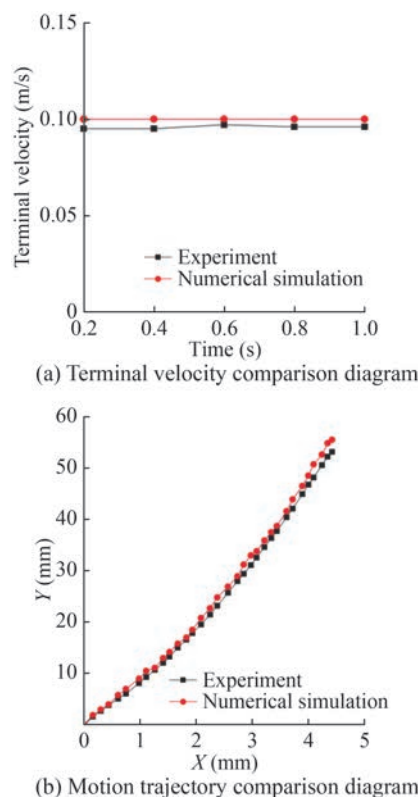 0.15
0.10
0.05
0
Terminal velocity (m/s)
Experiment
Numerical simulation
0.2 0.4 0.6 0.8 1.0
Time (s)
(a) Terminal velocity comparison diagram
60
50
40
30
20
10
Y (mm)
Experiment
Numerical simulation
0 1 2 3 4 5
X (mm)
(b) Motion trajectory comparison diagram